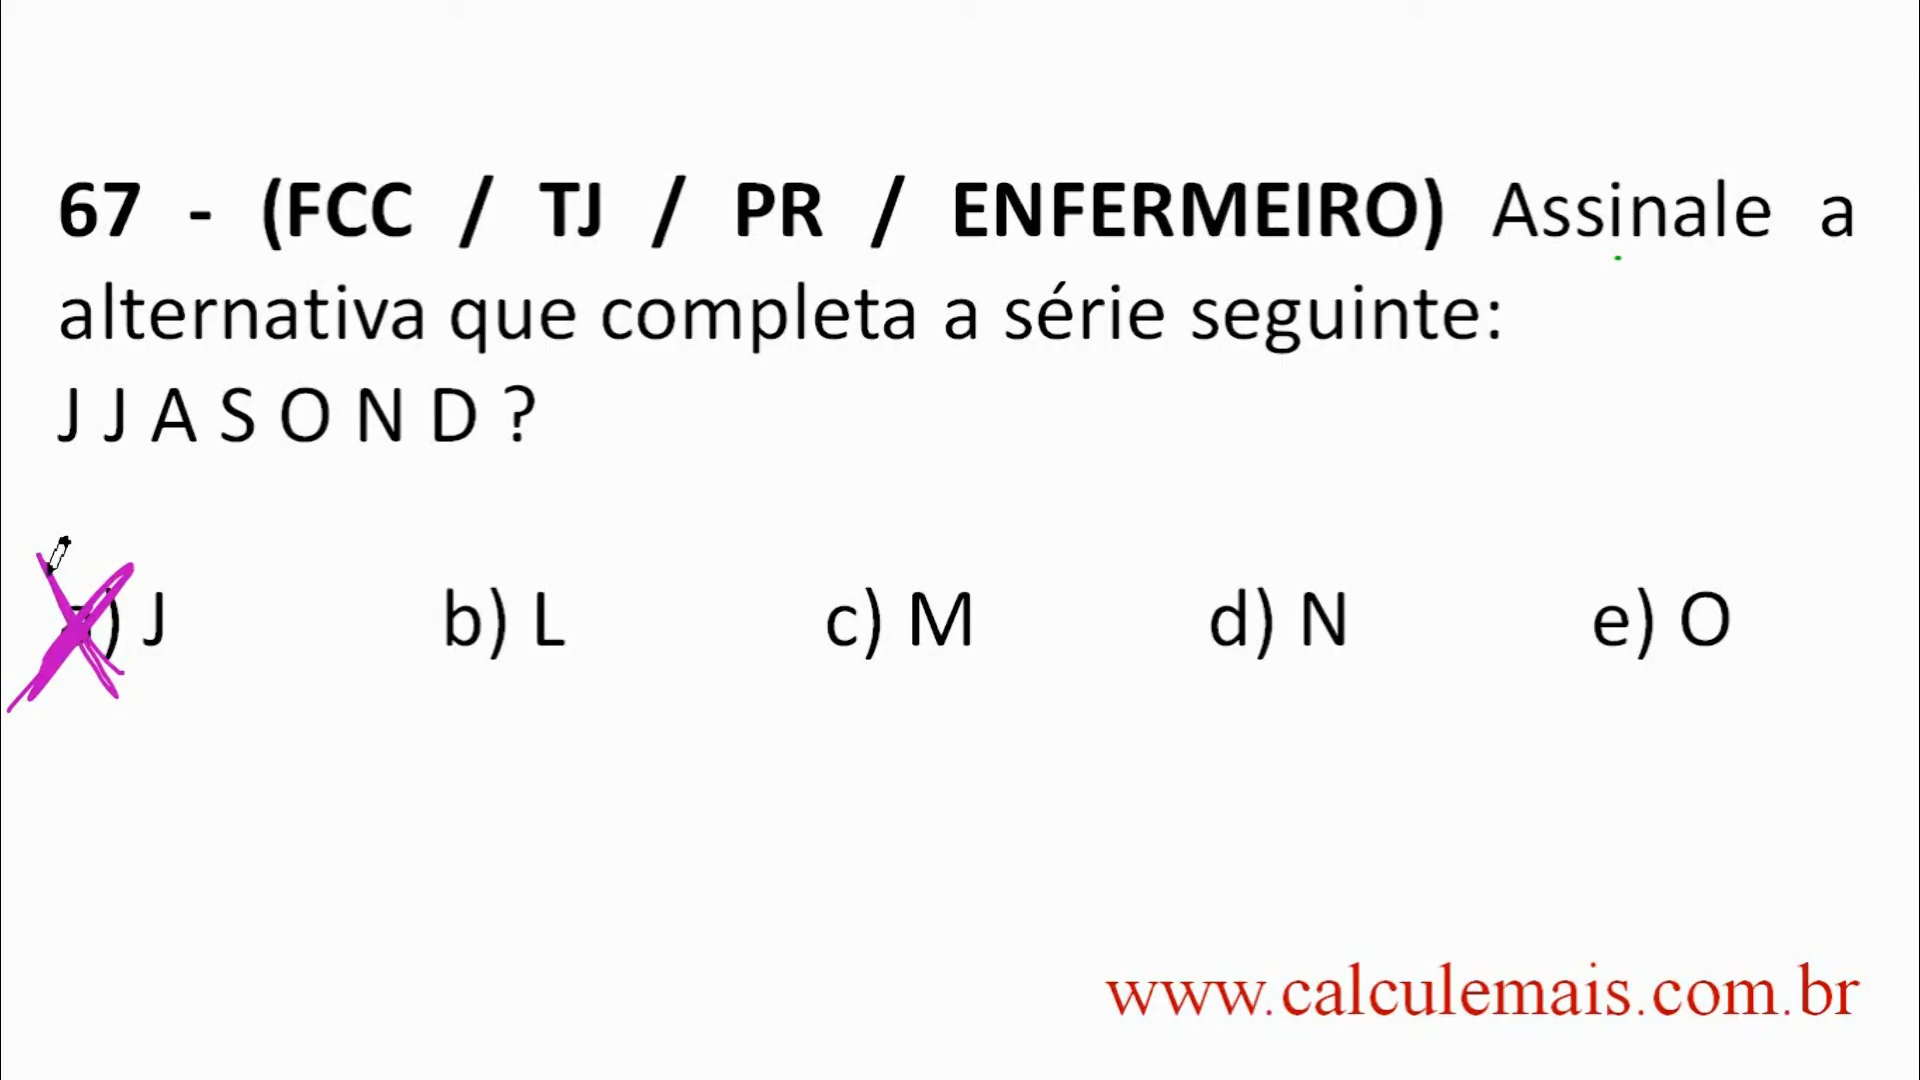 67 - (FCC / TJ / PR / ENFERMEIRO) Assinale a
alternativa que completa a série seguinte:
J J A S O N D ?
a) J b) L c) M d) N e) O
www.calculemais.com.br